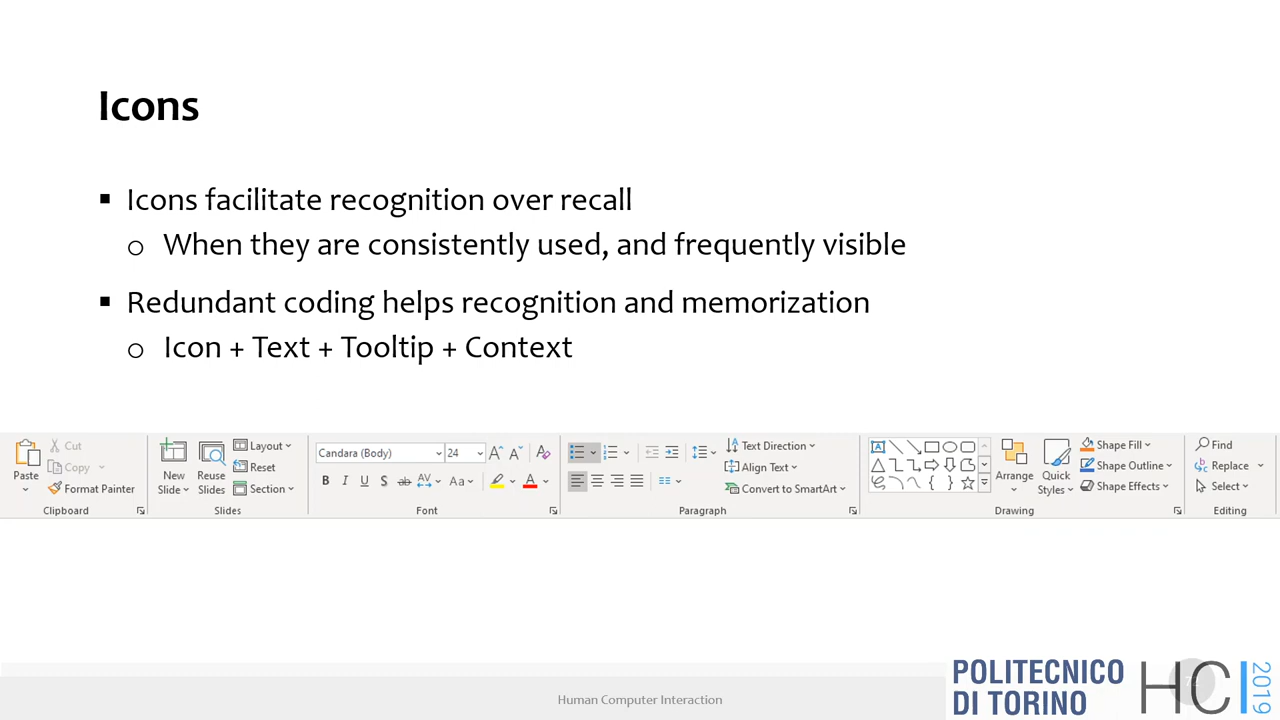 Icons
▪ Icons facilitate recognition over recall
o When they are consistently used, and frequently visible
▪ Redundant coding helps recognition and memorization
o Icon + Text + Tooltip + Context
Paste
Cut
Copy
Format Painter
Clipboard
New
Slide
Reuse
Slides
Layout
Reset
Section
Slides
Candara (Body) 24
B I U S ab AV Aa A
Font
Text Direction
Align Text
Convert to SmartArt
Paragraph
Arrange
Quick
Styles
Shape Fill
Shape Outline
Shape Effects
Drawing
Find
Replace
Select
Editing
Human Computer Interaction
POLITECNICO
DI TORINO
HCI
2019